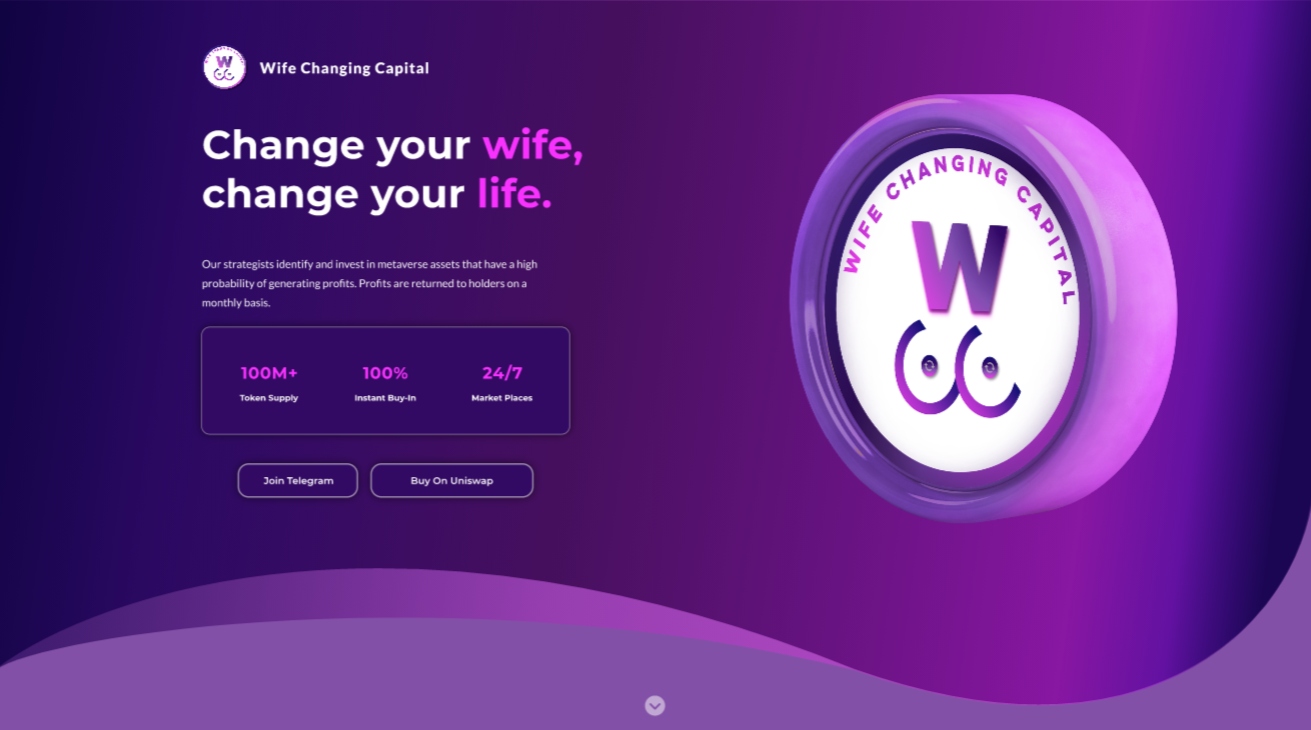 Wife Changing Capital
Change your wife,
change your life.
Our strategists identify and invest in metaverse assets that have a high
probability of generating profits. Profits are returned to holders on a
monthly basis.
100M+
Token Supply
100%
Instant Buy-In
24/7
Market Places
Join Telegram
Buy On Uniswap
WIFE CHANGING CAPITAL
W
CC